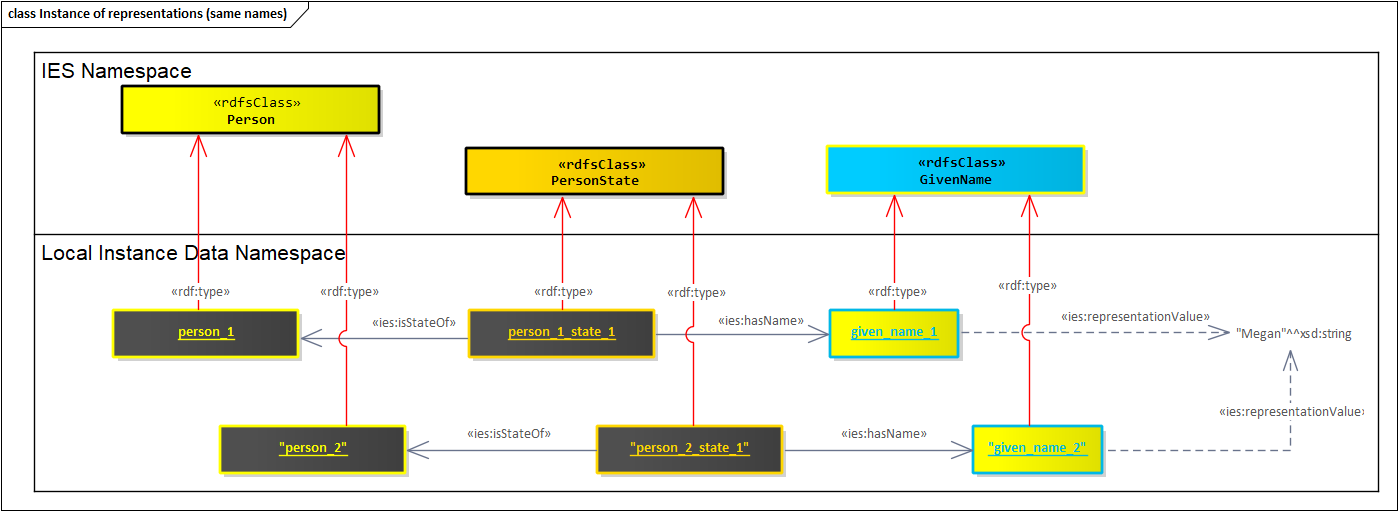 class Instance of representations (same names)
IES Namespace
«rdfsClass»
Person
«rdfsClass»
PersonState
«rdfsClass»
GivenName
Local Instance Data Namespace
«rdf:type»
«rdf:type»
«rdf:type»
«rdf:type»
«rdf:type»
«rdf:type»
person_1
«ies:isStateOf»
person_1_state_1
«ies:hasName»
given_name_1
«ies:representationValue»
"Megan"^^xsd:string
"person_2"
«ies:isStateOf»
"person_2_state_1"
«ies:hasName»
"given_name_2"
«ies:representationValue»